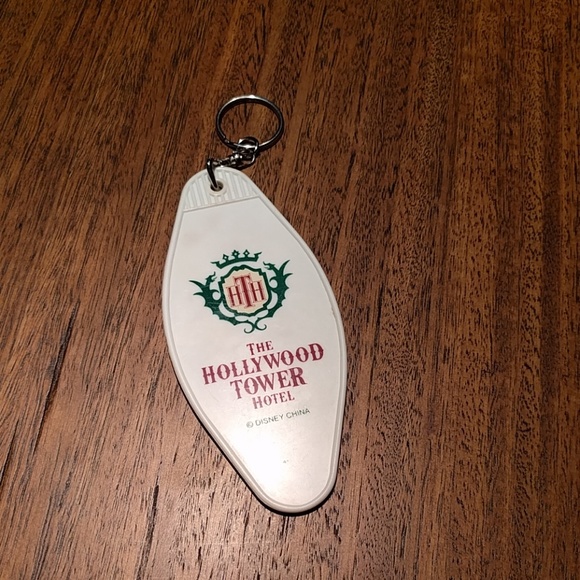 HTH
THE
HOLLYWOOD
TOWER
HOTEL
© DISNEY CHINA